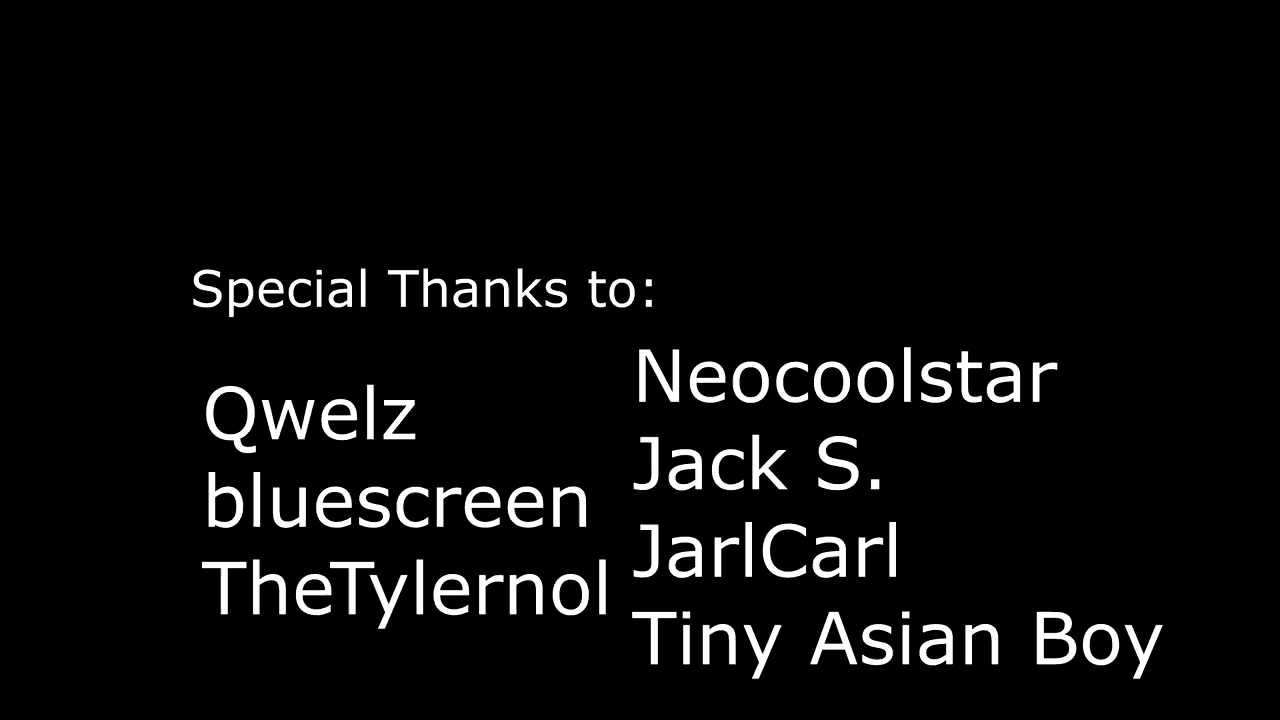 Special Thanks to:
Qwelz
bluescreen
TheTylernol
Neocoolstar
Jack S.
JarlCarl
Tiny Asian Boy